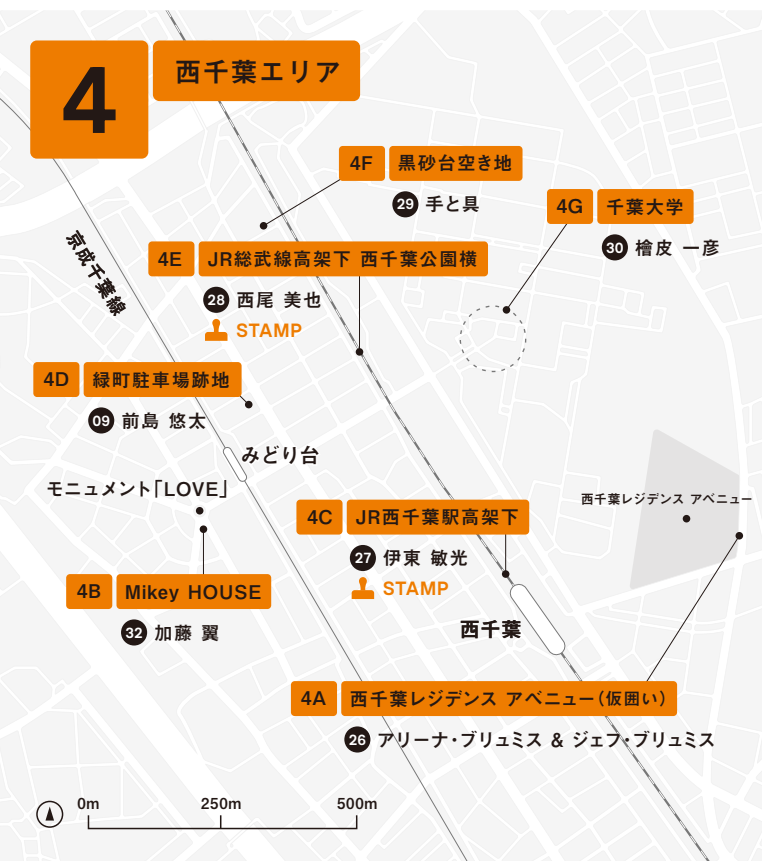 4
西千葉エリア
4F 黒砂台空き地
29 手と具
4G 千葉大学
30 檜皮 一彦
京成千葉線
4E JR総武線高架下 西千葉公園横
28 西尾 美也
STAMP
4D 緑町駐車場跡地
09 前島 悠太
みどり台
モニュメント「LOVE」
西千葉レジデンス アベニュー
4C JR西千葉駅高架下
27 伊東 敏光
STAMP
4B Mikey HOUSE
32 加藤 翼
西千葉
4A 西千葉レジデンス アベニュー(仮囲い)
26 アリーナ・ブリュミス & ジェフ・ブリュミス
0m 250m 500m